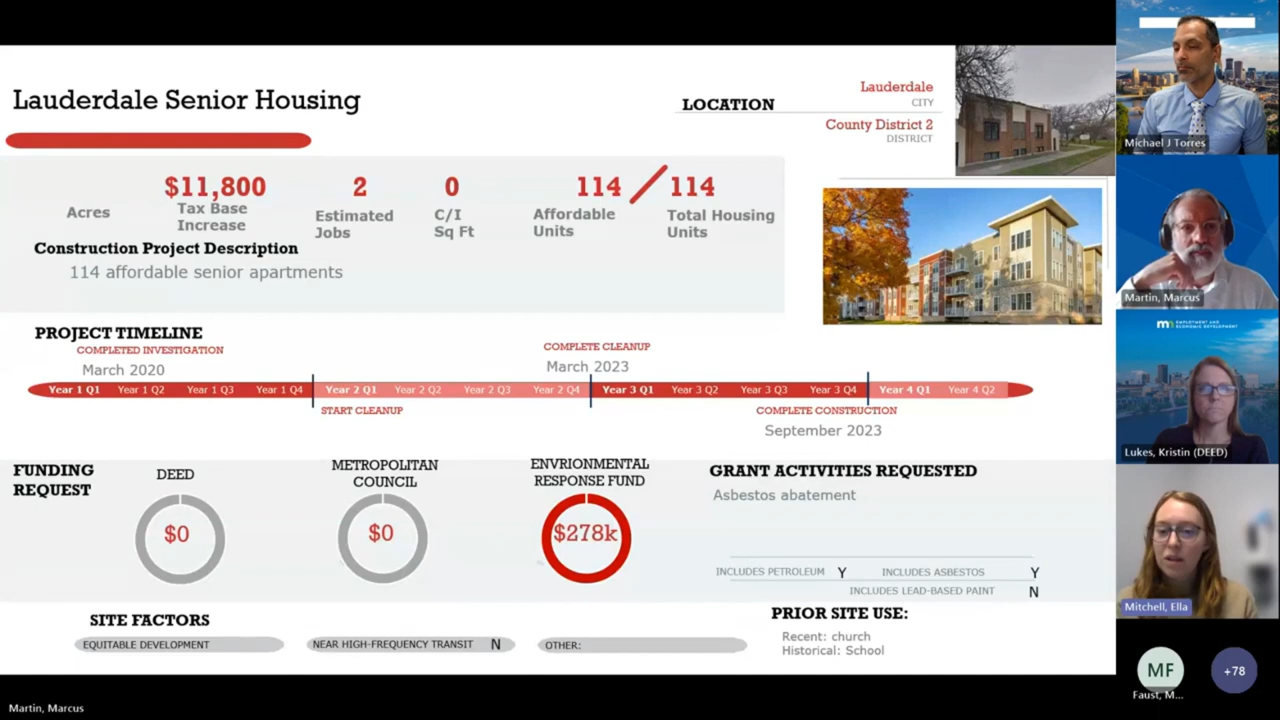 Lauderdale Senior Housing
LOCATION
Lauderdale
CITY
County District 2
DISTRICT
Acres
$11,800
Tax Base
Increase
2
Estimated
Jobs
0
C/I
Sq Ft
114
Affordable
Units
114
Total Housing
Units
Construction Project Description
114 affordable senior apartments
PROJECT TIMELINE
COMPLETED INVESTIGATION
March 2020
COMPLETE CLEANUP
March 2023
Year 1 Q1 Year 1 Q2 Year 1 Q3 Year 1 Q4 Year 2 Q1 Year 2 Q2 Year 2 Q3 Year 2 Q4 Year 3 Q1 Year 3 Q2 Year 3 Q3 Year 3 Q4 Year 4 Q1 Year 4 Q2
START CLEANUP
COMPLETE CONSTRUCTION
September 2023
FUNDING
REQUEST
DEED
$0
METROPOLITAN
COUNCIL
$0
ENVRIONMENTAL
RESPONSE FUND
$278k
GRANT ACTIVITIES REQUESTED
Asbestos abatement
INCLUDES PETROLEUM Y INCLUDES ASBESTOS Y
INCLUDES LEAD-BASED PAINT N
SITE FACTORS
EQUITABLE DEVELOPMENT
NEAR HIGH-FREQUENCY TRANSIT N
OTHER:
PRIOR SITE USE:
Recent: church
Historical: School
Michael J Torres
Martin, Marcus
EMPLOYMENT AND
ECONOMIC DEVELOPMENT
Lukes, Kristin (DEED)
Mitchell, Ella
MF
Faust, M...
+78
Martin, Marcus